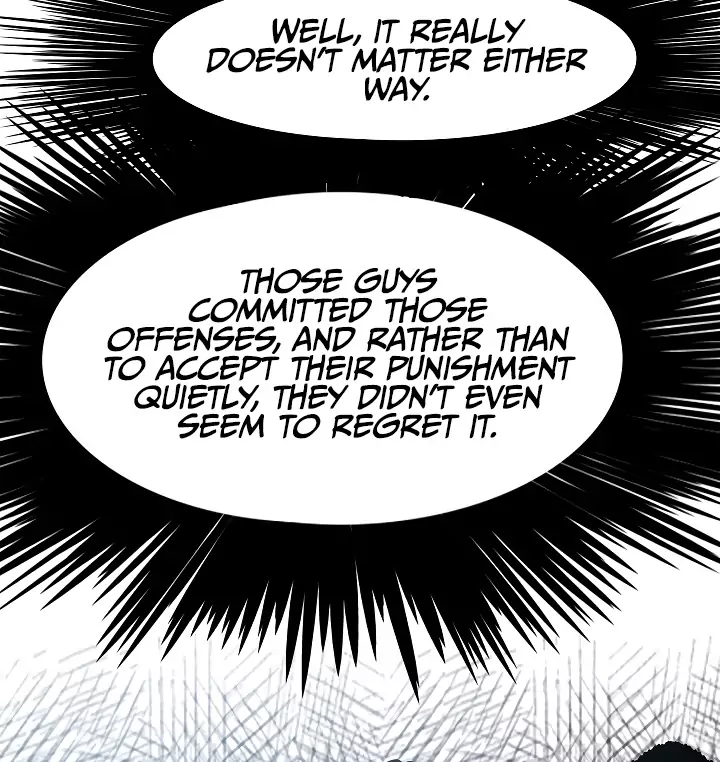 WELL, IT REALLY
DOESN'T MATTER EITHER
WAY.
THOSE GUYS
COMMITTED THOSE
OFFENSES, AND RATHER THAN
TO ACCEPT THEIR PUNISHMENT
QUIETLY, THEY DIDN'T EVEN
SEEM TO REGRET IT.